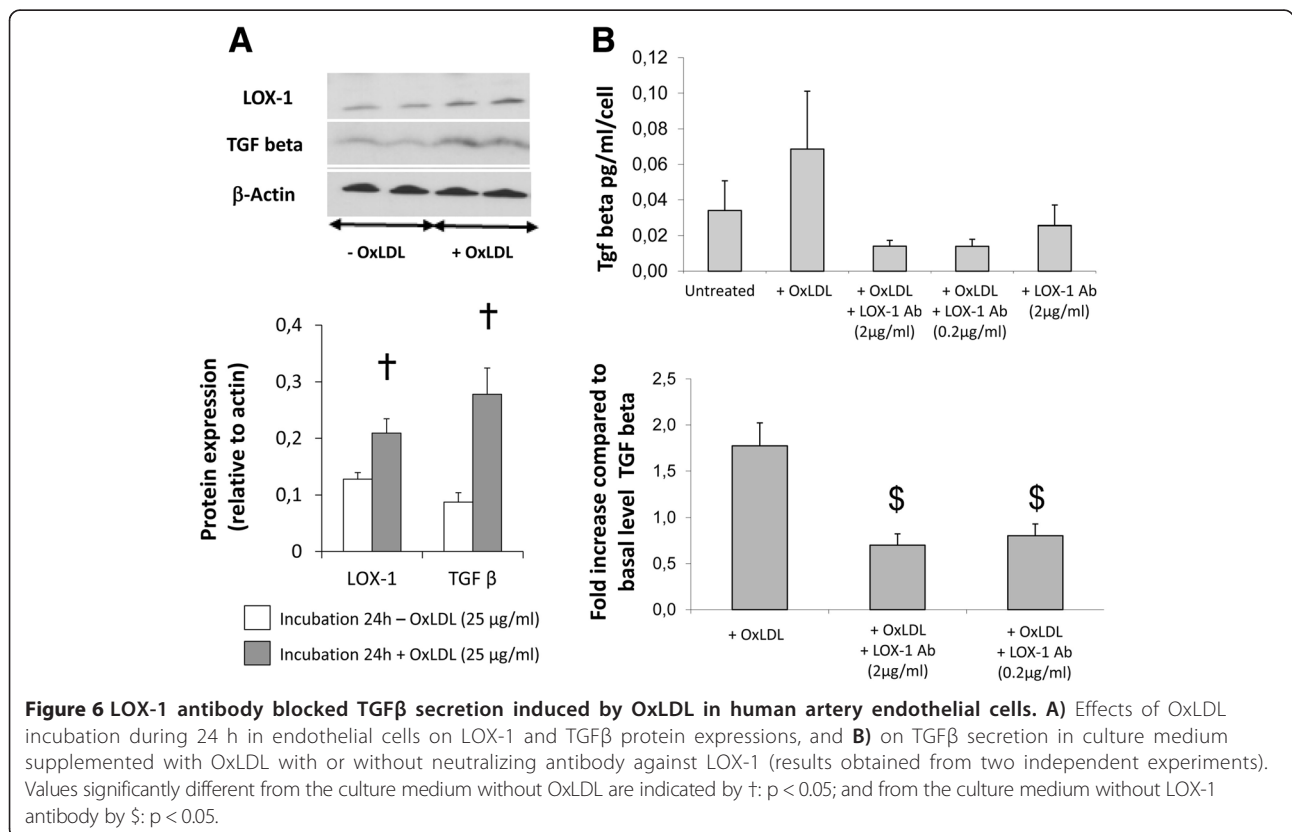 A
LOX-1
TGF beta
β-Actin
- OxLDL + OxLDL
Protein expression
(relative to actin)
0,4
0,3
0,2
0,1
0
†
†
LOX-1 TGF β
Incubation 24h – OxLDL (25 µg/ml)
Incubation 24h + OxLDL (25 µg/ml)
B
Tgf beta pg/ml/cell
0,12
0,10
0,08
0,06
0,04
0,02
0,00
Untreated
+ OxLDL
+ OxLDL
+ LOX-1 Ab
(2µg/ml)
+ OxLDL
+ LOX-1 Ab
(0.2µg/ml)
+ LOX-1 Ab
(2µg/ml)
Fold increase compared to
basal level TGF beta
2,5
2,0
1,5
1,0
0,5
0,0
$
$
+ OxLDL
+ OxLDL
+ LOX-1 Ab
(2µg/ml)
+ OxLDL
+ LOX-1 Ab
(0.2µg/ml)
Figure 6 LOX-1 antibody blocked TGFβ secretion induced by OxLDL in human artery endothelial cells. A) Effects of OxLDL
incubation during 24 h in endothelial cells on LOX-1 and TGFβ protein expressions, and B) on TGFβ secretion in culture medium
supplemented with OxLDL with or without neutralizing antibody against LOX-1 (results obtained from two independent experiments).
Values significantly different from the culture medium without OxLDL are indicated by †: p < 0.05; and from the culture medium without LOX-1
antibody by $: p < 0.05.